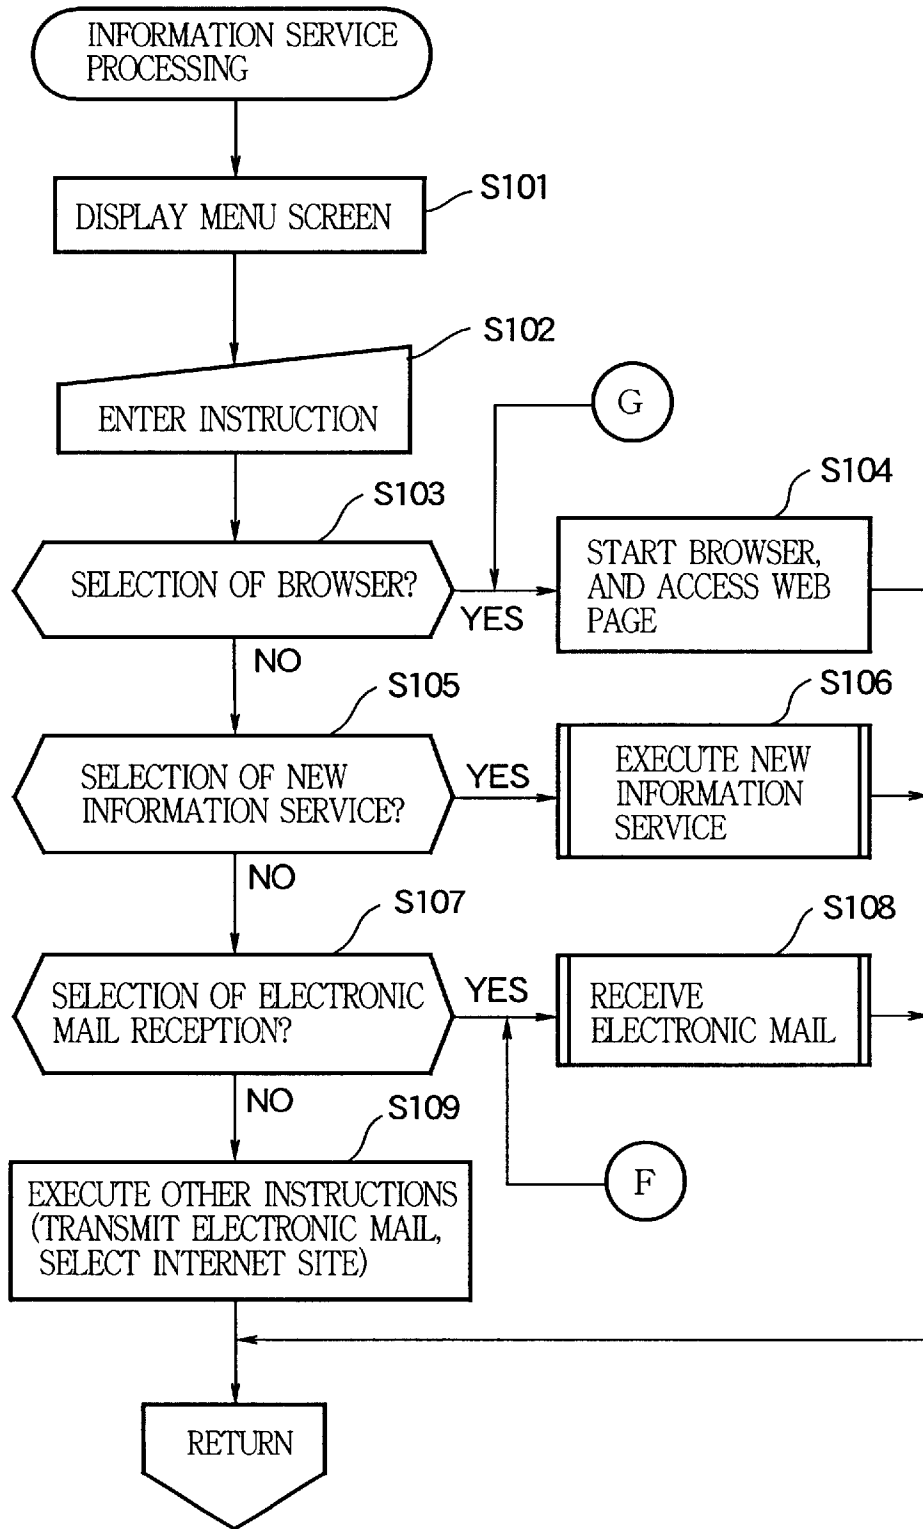 INFORMATION SERVICE
PROCESSING
S101
DISPLAY MENU SCREEN
S102
ENTER INSTRUCTION
G
S103
SELECTION OF BROWSER?
YES
NO
S104
START BROWSER,
AND ACCESS WEB
PAGE
S105
SELECTION OF NEW
INFORMATION SERVICE?
YES
NO
S106
EXECUTE NEW
INFORMATION
SERVICE
S107
SELECTION OF ELECTRONIC
MAIL RECEPTION?
YES
NO
S108
RECEIVE
ELECTRONIC MAIL
F
S109
EXECUTE OTHER INSTRUCTIONS
(TRANSMIT ELECTRONIC MAIL,
SELECT INTERNET SITE)
RETURN